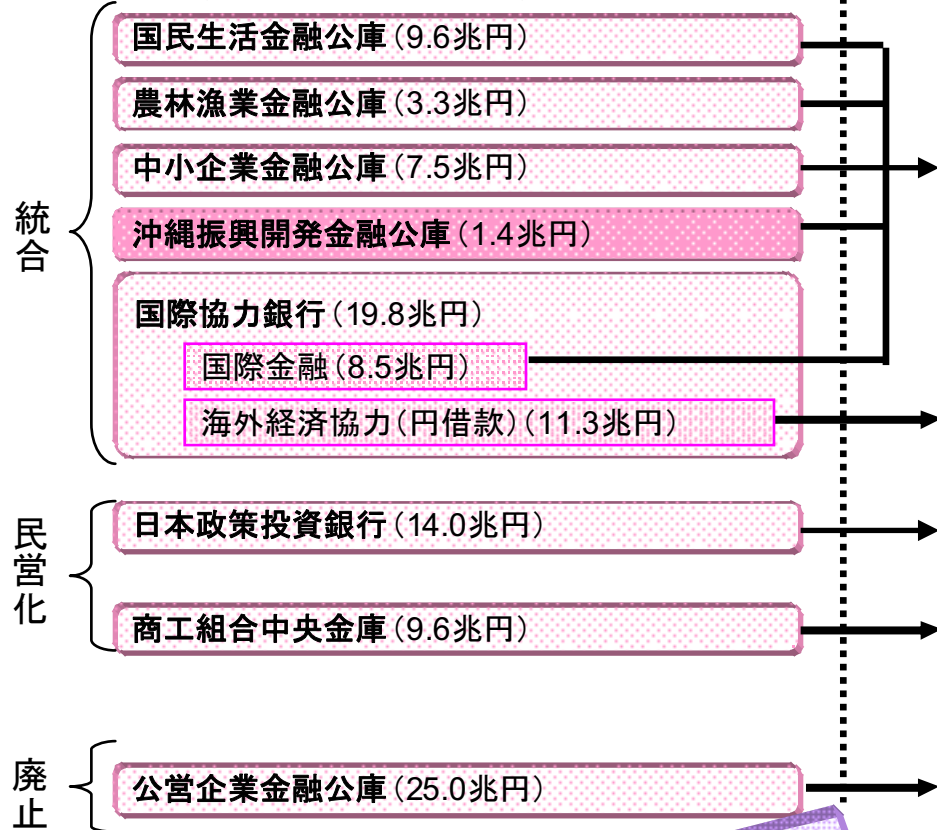 統合
国民生活金融公庫（9.6兆円）
農林漁業金融公庫（3.3兆円）
中小企業金融公庫（7.5兆円）
沖縄振興開発金融公庫（1.4兆円）
国際協力銀行（19.8兆円）
国際金融（8.5兆円）
海外経済協力（円借款）（11.3兆円）
民営化
日本政策投資銀行（14.0兆円）
商工組合中央金庫（9.6兆円）
廃止
公営企業金融公庫（25.0兆円）